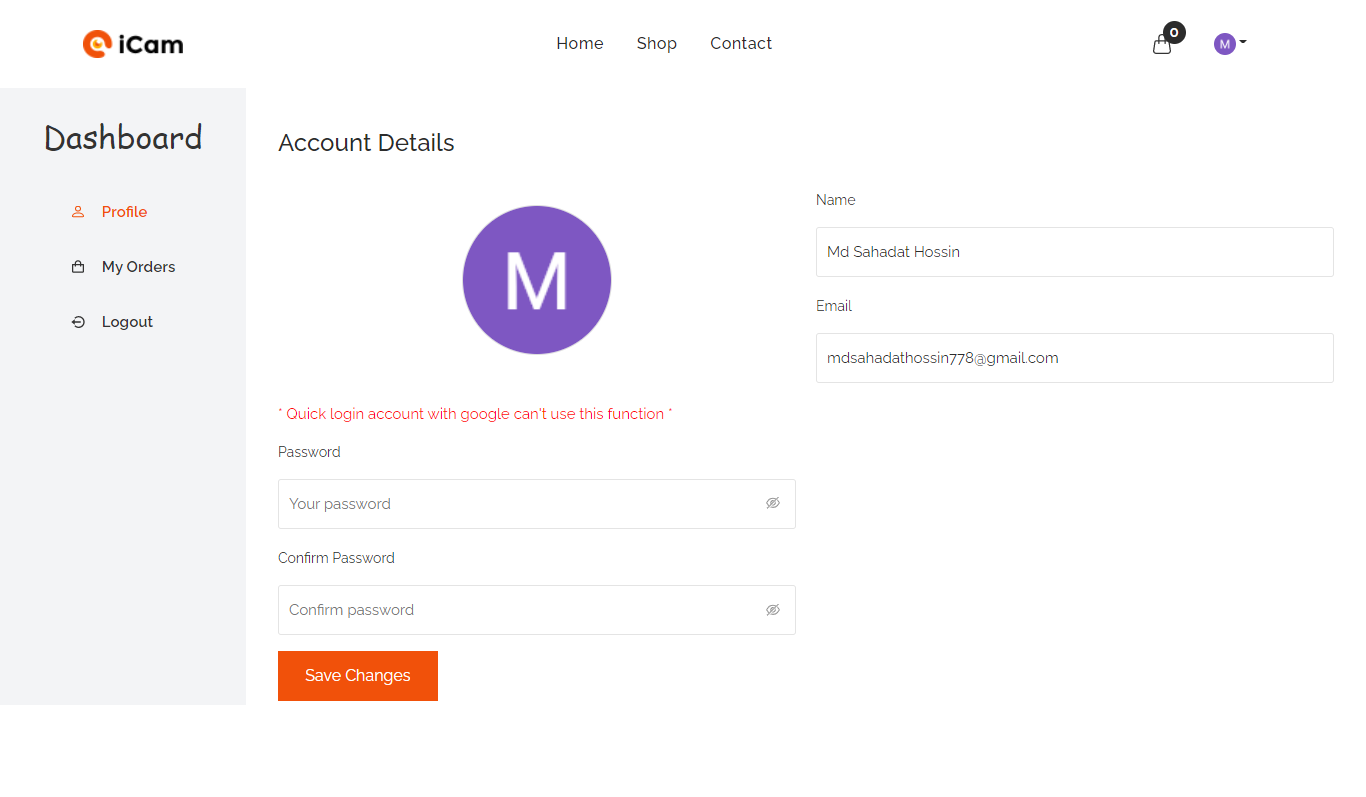 iCam
Home Shop Contact
0
M
Dashboard
Profile
My Orders
Logout
Account Details
M
Name
Md Sahadat Hossin
Email
mdsahadathossin778@gmail.com
* Quick login account with google can't use this function *
Password
Your password
Confirm Password
Confirm password
Save Changes